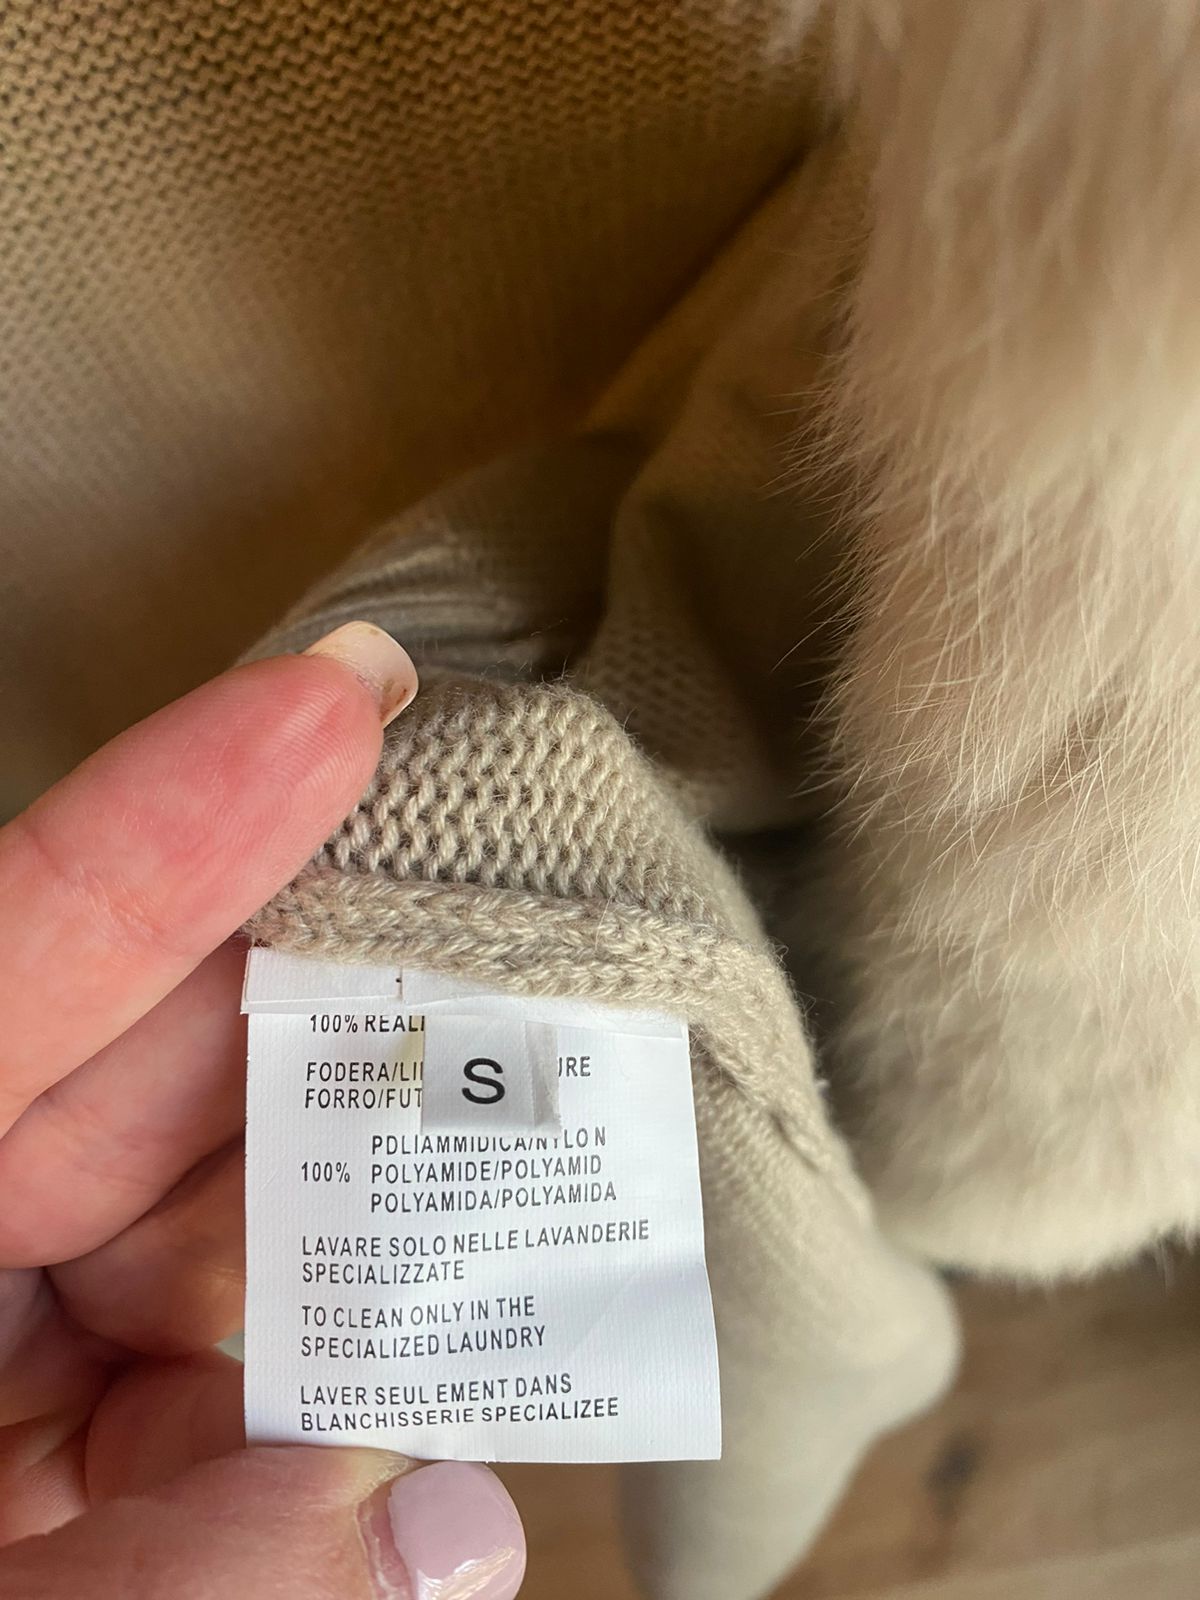 100% REAL
S
FODERA/LI URE
FORRO/FUT
PDLIAMMIDICA/NYLON
100% POLYAMIDE/POLYAMID
POLYAMIDA/POLYAMIDA
LAVARE SOLO NELLE LAVANDERIE
SPECIALIZZATE
TO CLEAN ONLY IN THE
SPECIALIZED LAUNDRY
LAVER SEUL EMENT DANS
BLANCHISSERIE SPECIALIZEE